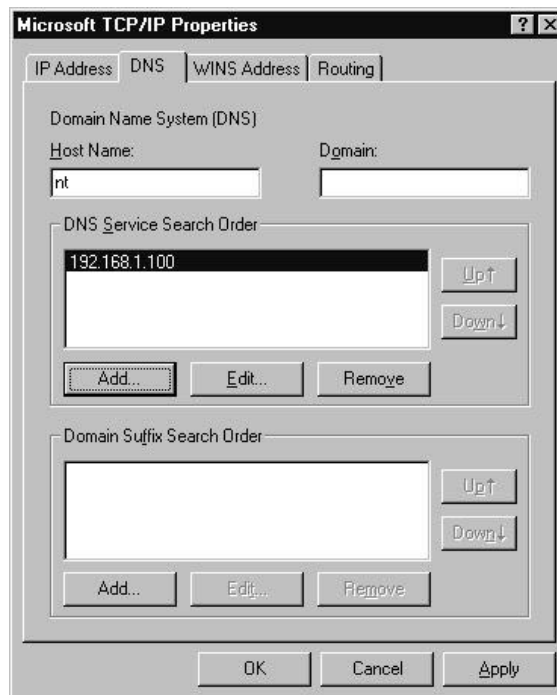 Microsoft TCP/IP Properties ? X
IP Address DNS WINS Address Routing
Domain Name System (DNS)
Host Name: Domain:
nt
DNS Service Search Order
192.168.1.100
Up↑
Down↓
Add... Edit... Remove
Domain Suffix Search Order
Up↑
Down↓
Add... Edit... Remove
OK Cancel Apply